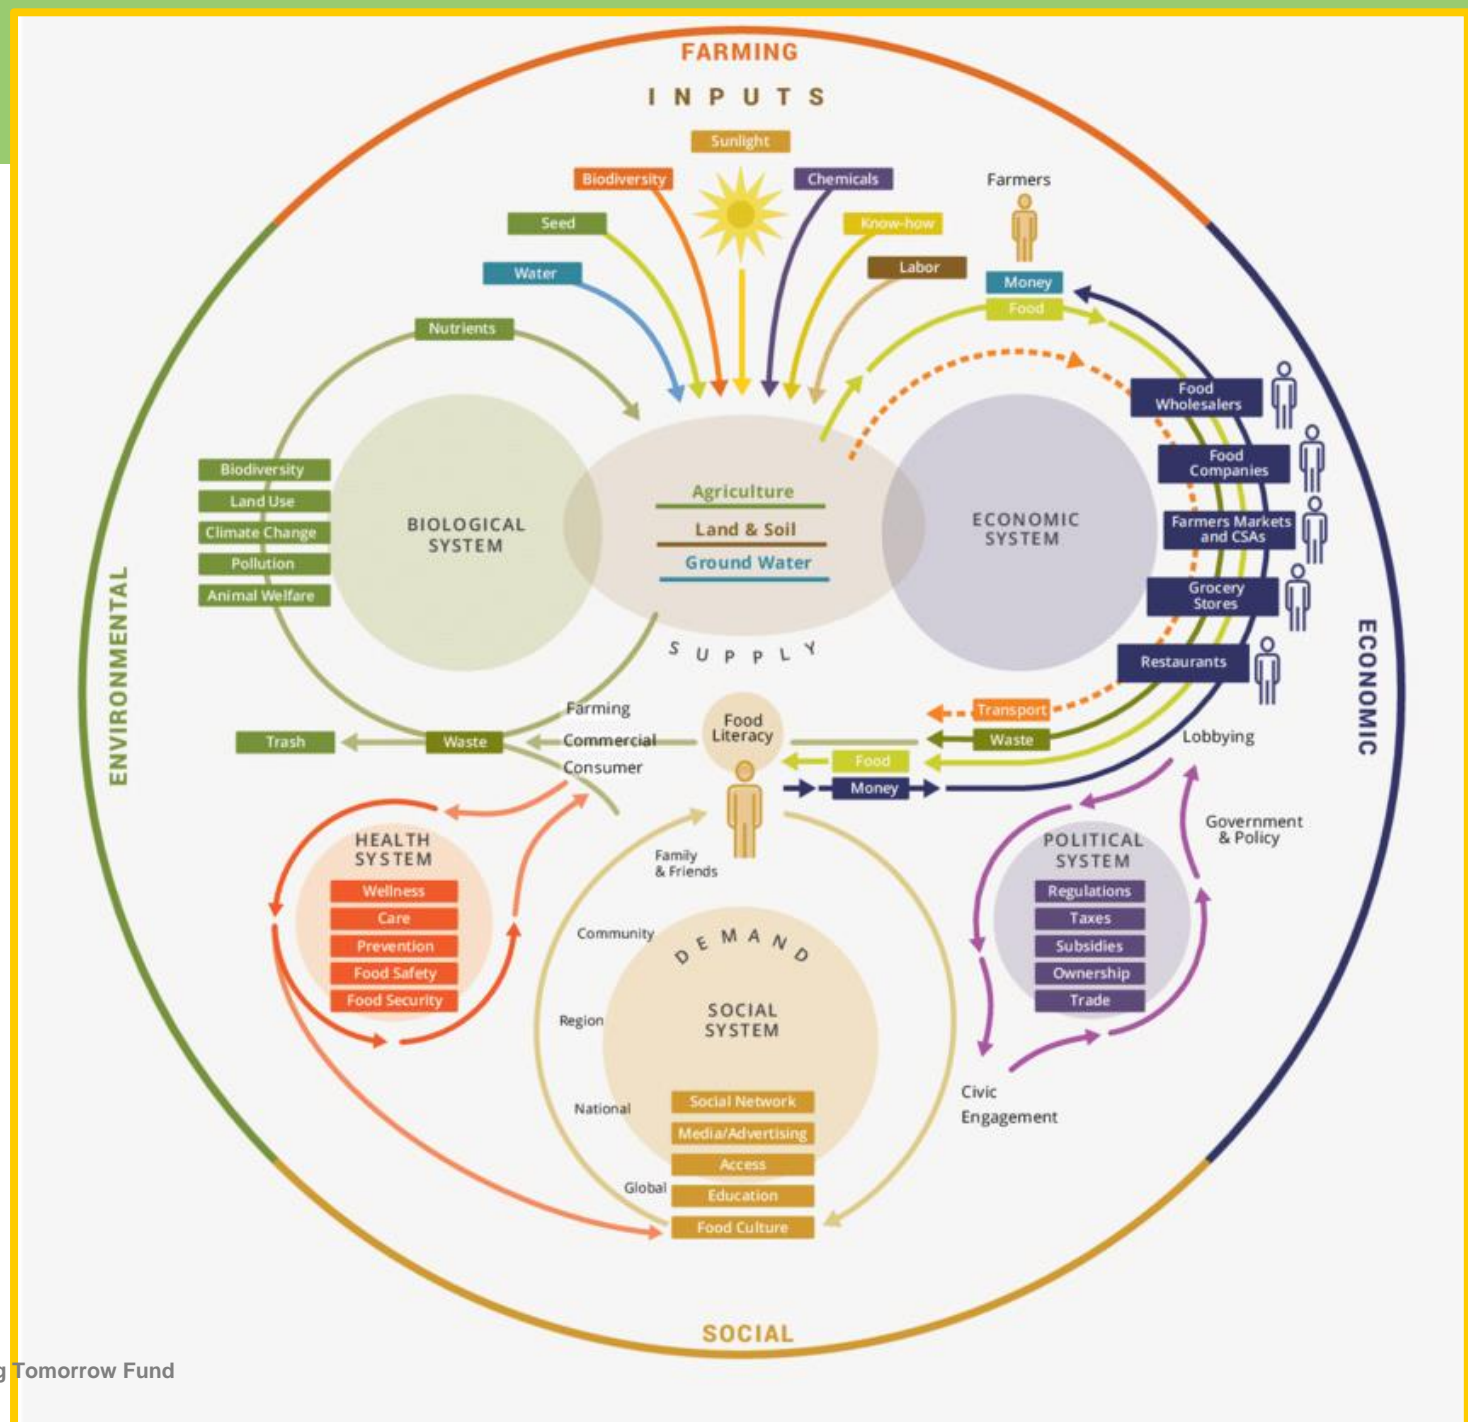 FARMING
INPUTS
Sunlight
Biodiversity
Chemicals
Farmers
Seed
Know-how
Water
Labor
Money
Food
Nutrients
Food
Wholesalers
Food
Companies
Farmers Markets
and CSAs
Grocery
Stores
Restaurants
Biodiversity
Land Use
Climate Change
Pollution
Animal Welfare
BIOLOGICAL
SYSTEM
Agriculture
Land & Soil
Ground Water
ECONOMIC
SYSTEM
SUPPLY
ENVIRONMENTAL
ECONOMIC
Farming
Commercial
Consumer
Trash
Waste
Food
Literacy
Transport
Waste
Food
Money
Lobbying
Government
& Policy
HEALTH
SYSTEM
Wellness
Care
Prevention
Food Safety
Food Security
Family
& Friends
Community
Region
National
Global
DEMAND
SOCIAL
SYSTEM
Social Network
Media/Advertising
Access
Education
Food Culture
POLITICAL
SYSTEM
Regulations
Taxes
Subsidies
Ownership
Trade
Civic
Engagement
SOCIAL
g Tomorrow Fund